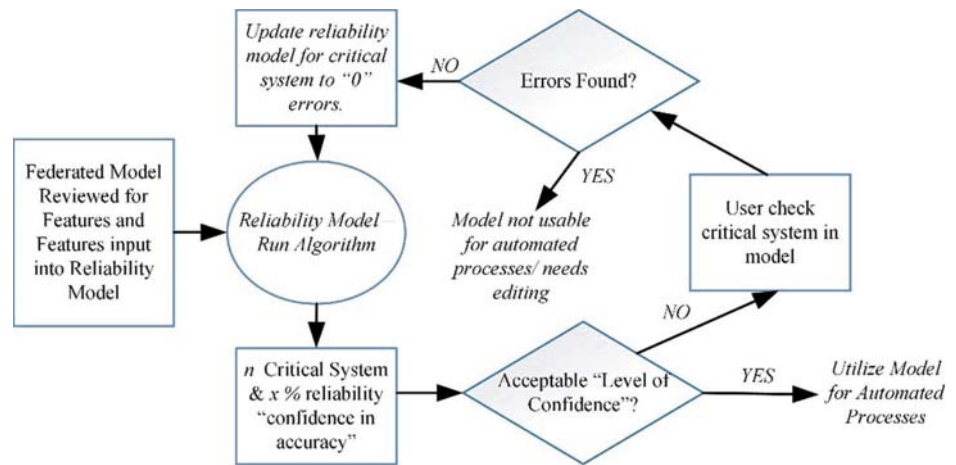 Update reliability
model for critical
system to “0”
errors.
NO
Errors Found?
YES
Model not usable
for automated
processes/ needs
editing
Federated Model
Reviewed for
Features and
Features input
into Reliability
Model
Reliability Model–
Run Algorithm
User check
critical system in
model
NO
n Critical System
& x % reliability
“confidence in
accuracy”
Acceptable “Level of
Confidence”?
YES
Utilize Model
for Automated
Processes